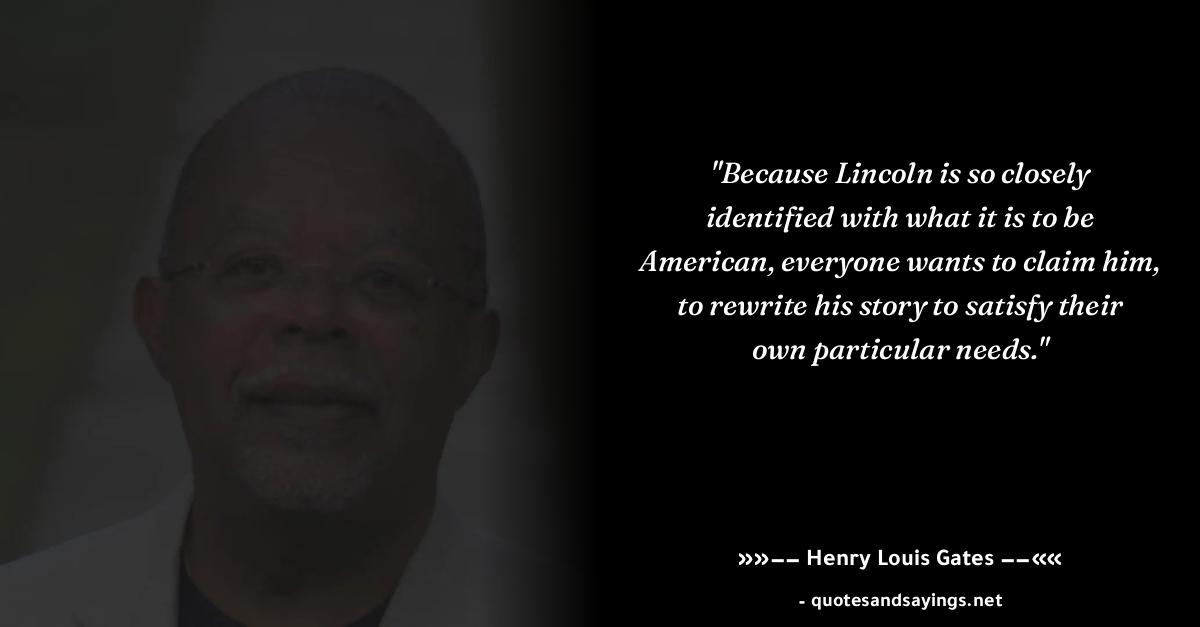 "Because Lincoln is so closely
identified with what it is to be
American, everyone wants to claim him,
to rewrite his story to satisfy their
own particular needs."
»»−− Henry Louis Gates −−««
- quotesandsayings.net